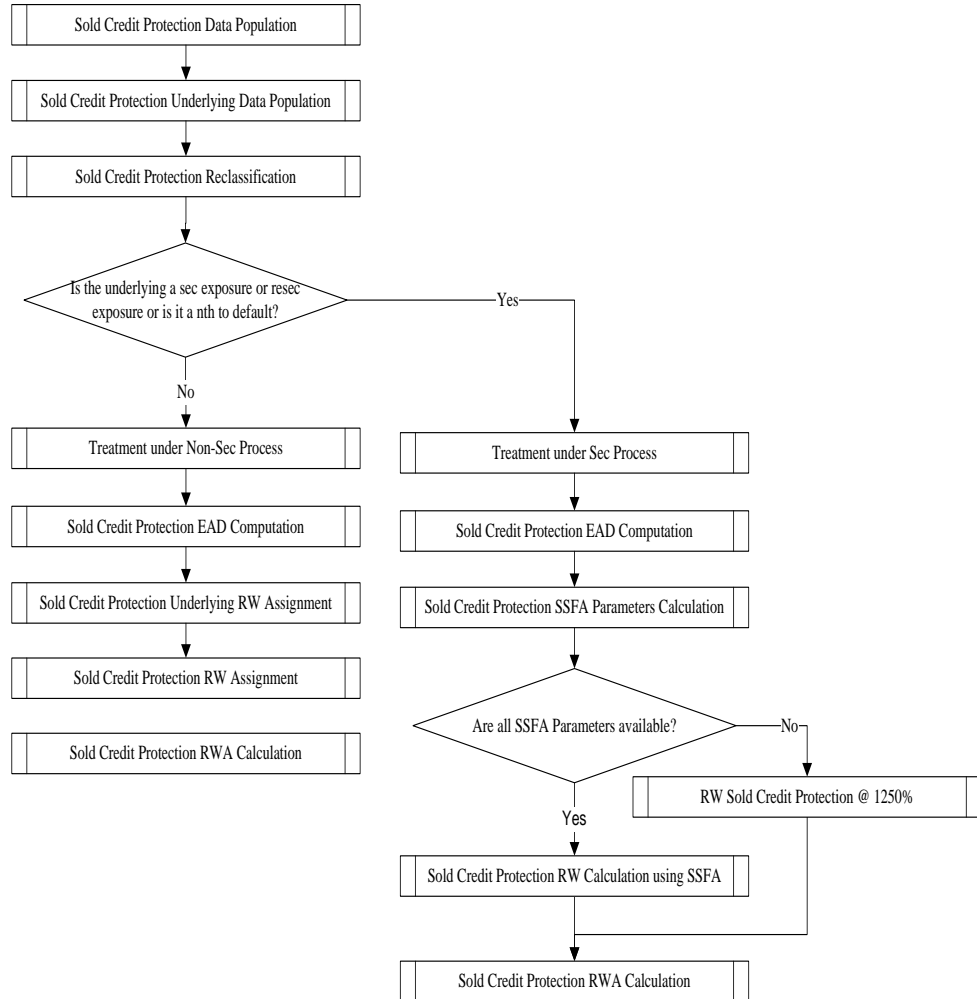 Sold Credit Protection Data Population
Sold Credit Protection Underlying Data Population
Sold Credit Protection Reclassification
Is the underlying a sec exposure or resec
exposure or is it a nth to default?
Yes
No
Treatment under Non-Sec Process
Sold Credit Protection EAD Computation
Sold Credit Protection Underlying RW Assignment
Sold Credit Protection RW Assignment
Sold Credit Protection RWA Calculation
Treatment under Sec Process
Sold Credit Protection EAD Computation
Sold Credit Protection SSFA Parameters Calculation
Are all SSFA Parameters available?
No
RW Sold Credit Protection @ 1250%
Yes
Sold Credit Protection RW Calculation using SSFA
Sold Credit Protection RWA Calculation